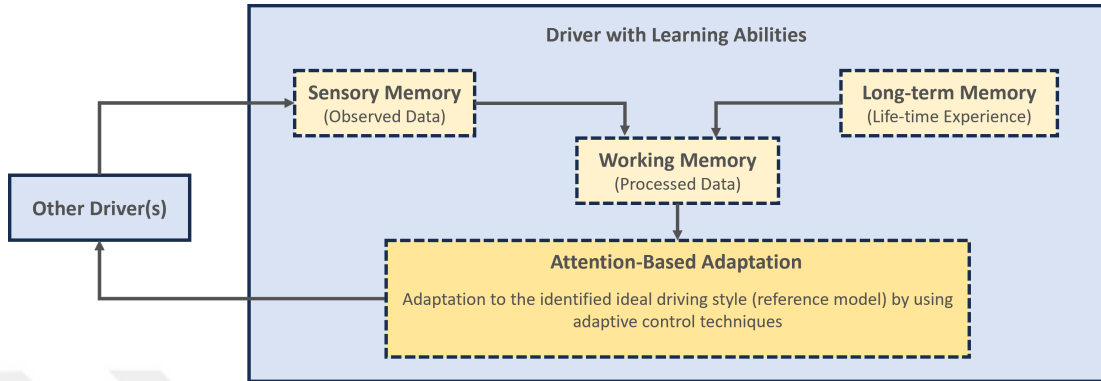 Driver with Learning Abilities
Sensory Memory
(Observed Data)
Long-term Memory
(Life-time Experience)
Working Memory
(Processed Data)
Other Driver(s)
Attention-Based Adaptation
Adaptation to the identified ideal driving style (reference model) by using
adaptive control techniques